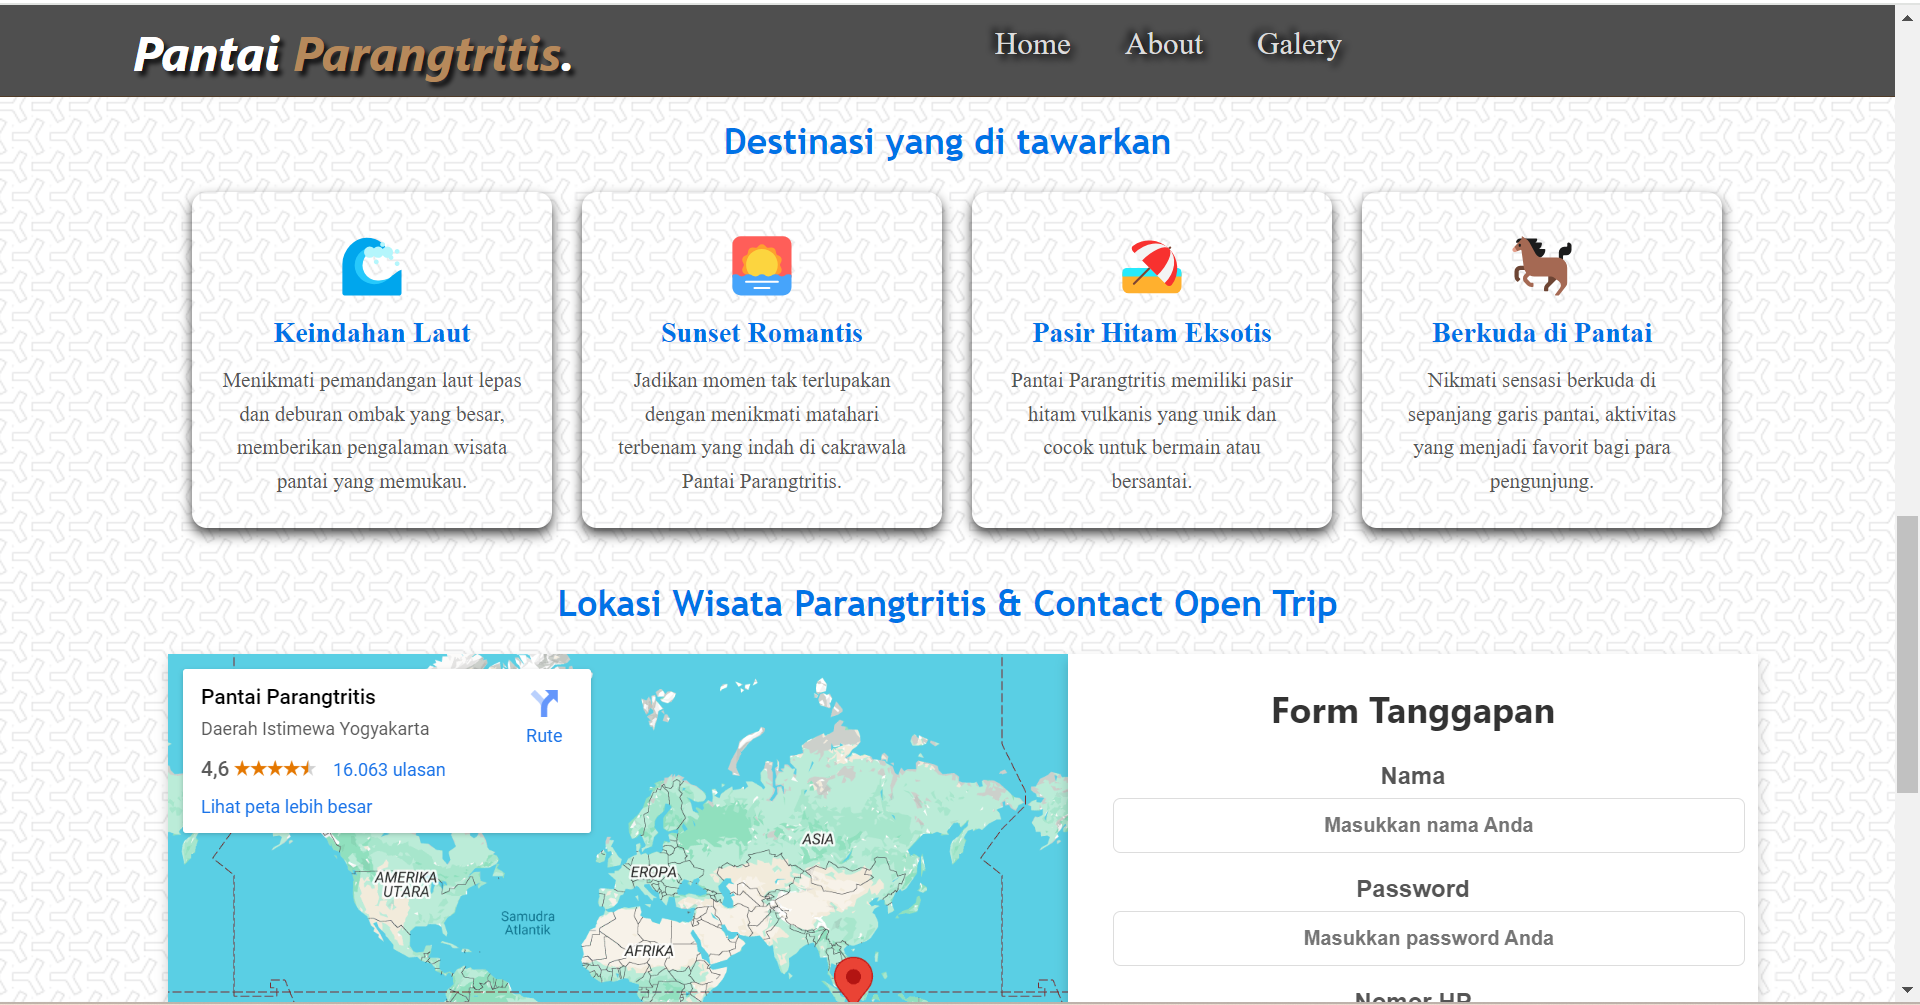 Pantai Parangtritis.
Home About Galery
Destinasi yang di tawarkan
Keindahan Laut
Menikmati pemandangan laut lepas
dan deburan ombak yang besar,
memberikan pengalaman wisata
pantai yang memukau.
Sunset Romantis
Jadikan momen tak terlupakan
dengan menikmati matahari
terbenam yang indah di cakrawala
Pantai Parangtritis.
Pasir Hitam Eksotis
Pantai Parangtritis memiliki pasir
hitam vulkanis yang unik dan
cocok untuk bermain atau
bersantai.
Berkuda di Pantai
Nikmati sensasi berkuda di
sepanjang garis pantai, aktivitas
yang menjadi favorit bagi para
pengunjung.
Lokasi Wisata Parangtritis & Contact Open Trip
Pantai Parangtritis
Daerah Istimewa Yogyakarta
Rute
4,6 16.063 ulasan
Lihat peta lebih besar
ASIA
EROPA
AMERIKA
UTARA
Samudra
Atlantik
AFRIKA
Form Tanggapan
Nama
Masukkan nama Anda
Password
Masukkan password Anda
Nomor HP